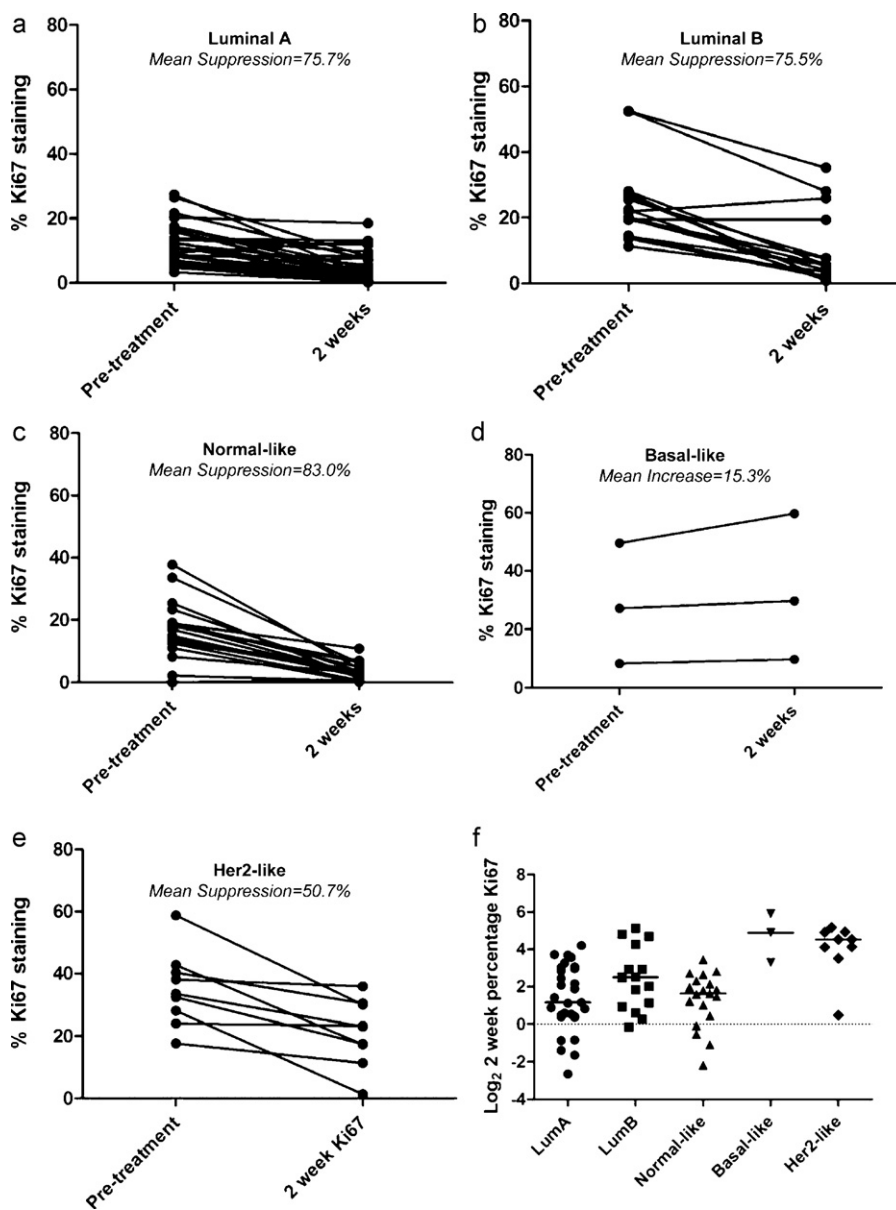 a
Luminal A
Mean Suppression=75.7%
% Ki67 staining
80
60
40
20
0
Pre-treatment
2 weeks
b
Luminal B
Mean Suppression=75.5%
% Ki67 staining
80
60
40
20
0
Pre-treatment
2 weeks
c
Normal-like
Mean Suppression=83.0%
% Ki67 staining
80
60
40
20
0
Pre-treatment
2 weeks
d
Basal-like
Mean Increase=15.3%
% Ki67 staining
80
60
40
20
0
Pre-treatment
2 weeks
e
Her2-like
Mean Suppression=50.7%
% Ki67 staining
80
60
40
20
0
Pre-treatment
2 week Ki67
f
Log₂ 2 week percentage Ki67
8
6
4
2
0
-2
-4
LumA
LumB
Normal-like
Basal-like
Her2-like